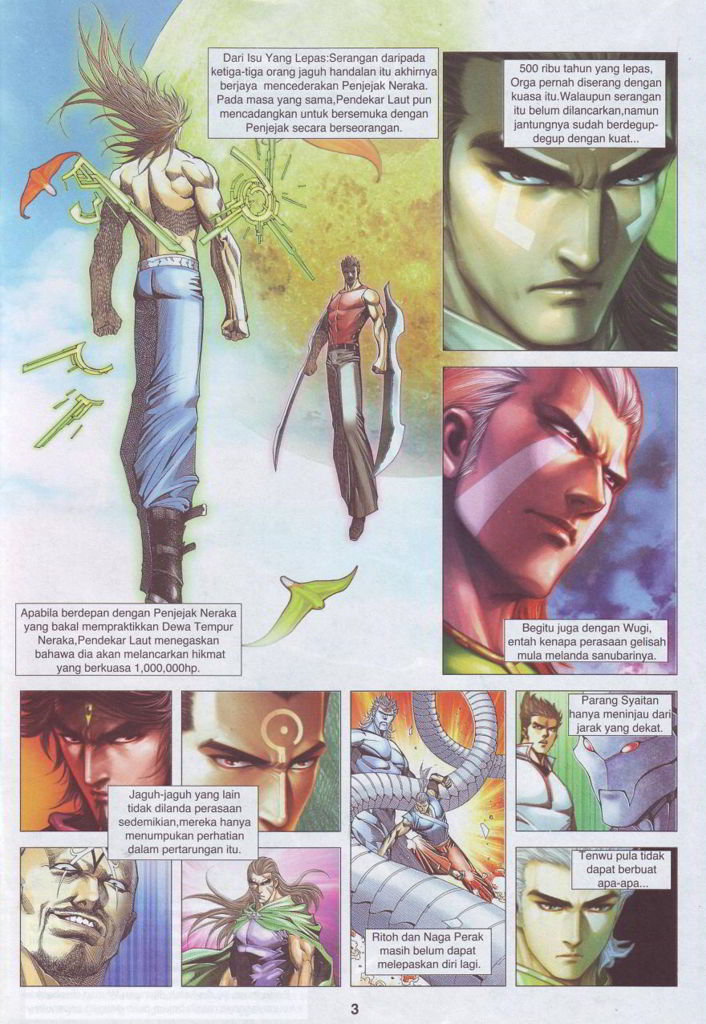 Dari Isu Yang Lepas:Serangan daripada
ketiga-tiga orang jaguh handalan itu akhirnya
berjaya mencederakan Penjejak Neraka.
Pada masa yang sama,Pendekar Laut pun
mencadangkan untuk bersemuka dengan
Penjejak secara berseorangan.
500 ribu tahun yang lepas,
Orga pernah diserang dengan
kuasa itu.Walaupun serangan
itu belum dilancarkan,namun
jantungnya sudah berdegup-
degup dengan kuat...
Apabila berdepan dengan Penjejak Neraka
yang bakal mempraktikkan Dewa Tempur
Neraka,Pendekar Laut menegaskan
bahawa dia akan melancarkan hikmat
yang berkuasa 1,000,000hp.
Begitu juga dengan Wugi,
entah kenapa perasaan gelisah
mula melanda sanubarinya.
Jaguh-jaguh yang lain
tidak dilanda perasaan
sedemikian,mereka hanya
menumpukan perhatian
dalam pertarungan itu.
Ritoh dan Naga Perak
masih belum dapat
melepaskan diri lagi.
Parang Syaitan
hanya meninjau dari
jarak yang dekat.
Tenwu pula tidak
dapat berbuat
apa-apa...
3